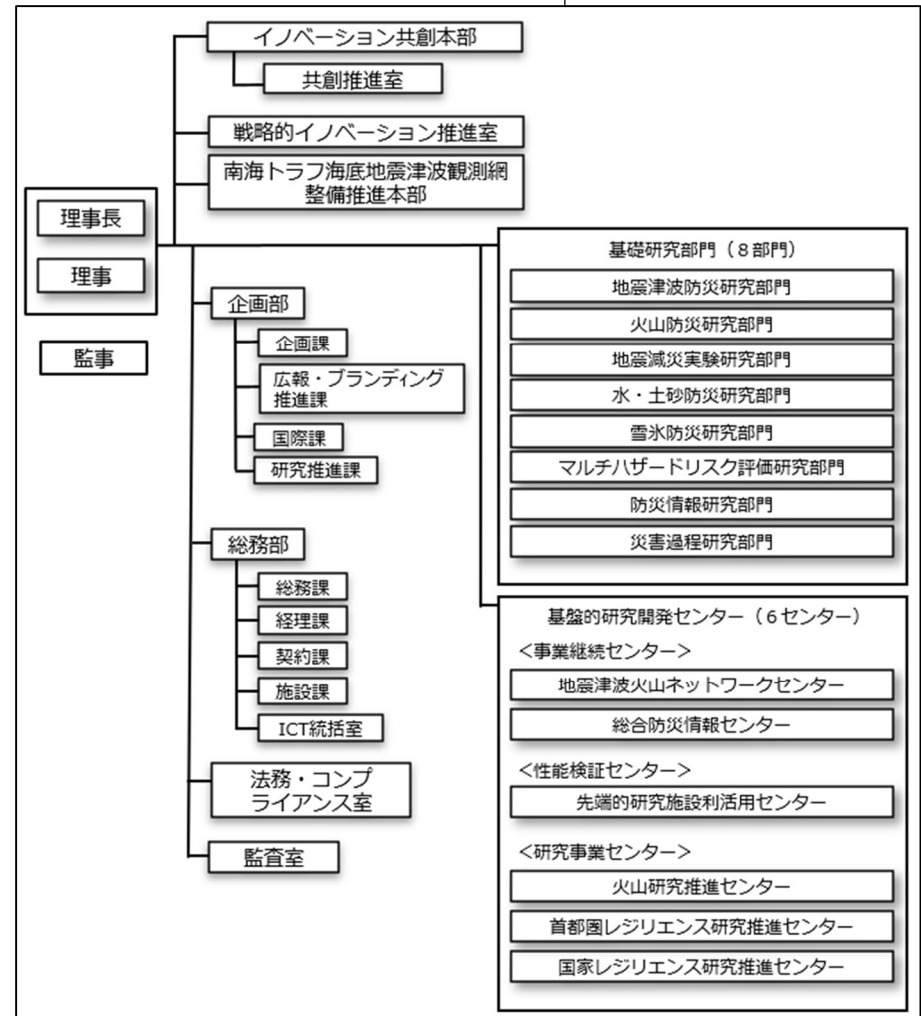 イノベーション共創本部
共創推進室
戦略的イノベーション推進室
南海トラフ海底地震津波観測網
整備推進本部
理事長
理事
監事
企画部
企画課
広報・ブランディング
推進課
国際課
研究推進課
総務部
総務課
経理課
契約課
施設課
ICT統括室
法務・コンプ
ライアンス室
監査室
基礎研究部門（８部門）
地震津波防災研究部門
火山防災研究部門
地震減災実験研究部門
水・土砂防災研究部門
雪氷防災研究部門
マルチハザードリスク評価研究部門
防災情報研究部門
災害過程研究部門
基盤的研究開発センター（６センター）
＜事業継続センター＞
地震津波火山ネットワークセンター
総合防災情報センター
＜性能検証センター＞
先端的研究施設利活用センター
＜研究事業センター＞
火山研究推進センター
首都圏レジリエンス研究推進センター
国家レジリエンス研究推進センター